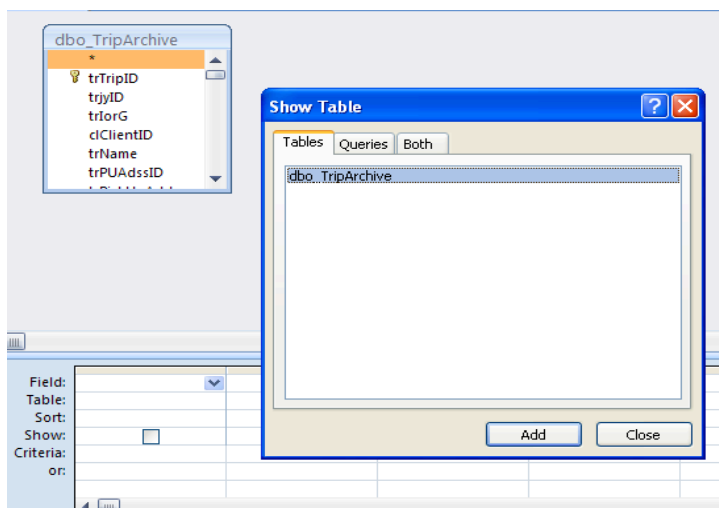 dbo_TripArchive
*
trTripID
trjyID
trIorG
clClientID
trName
trPUAdssID
Show Table
Tables Queries Both
dbo_TripArchive
Add Close
Field:
Table:
Sort:
Show:
Criteria:
or: